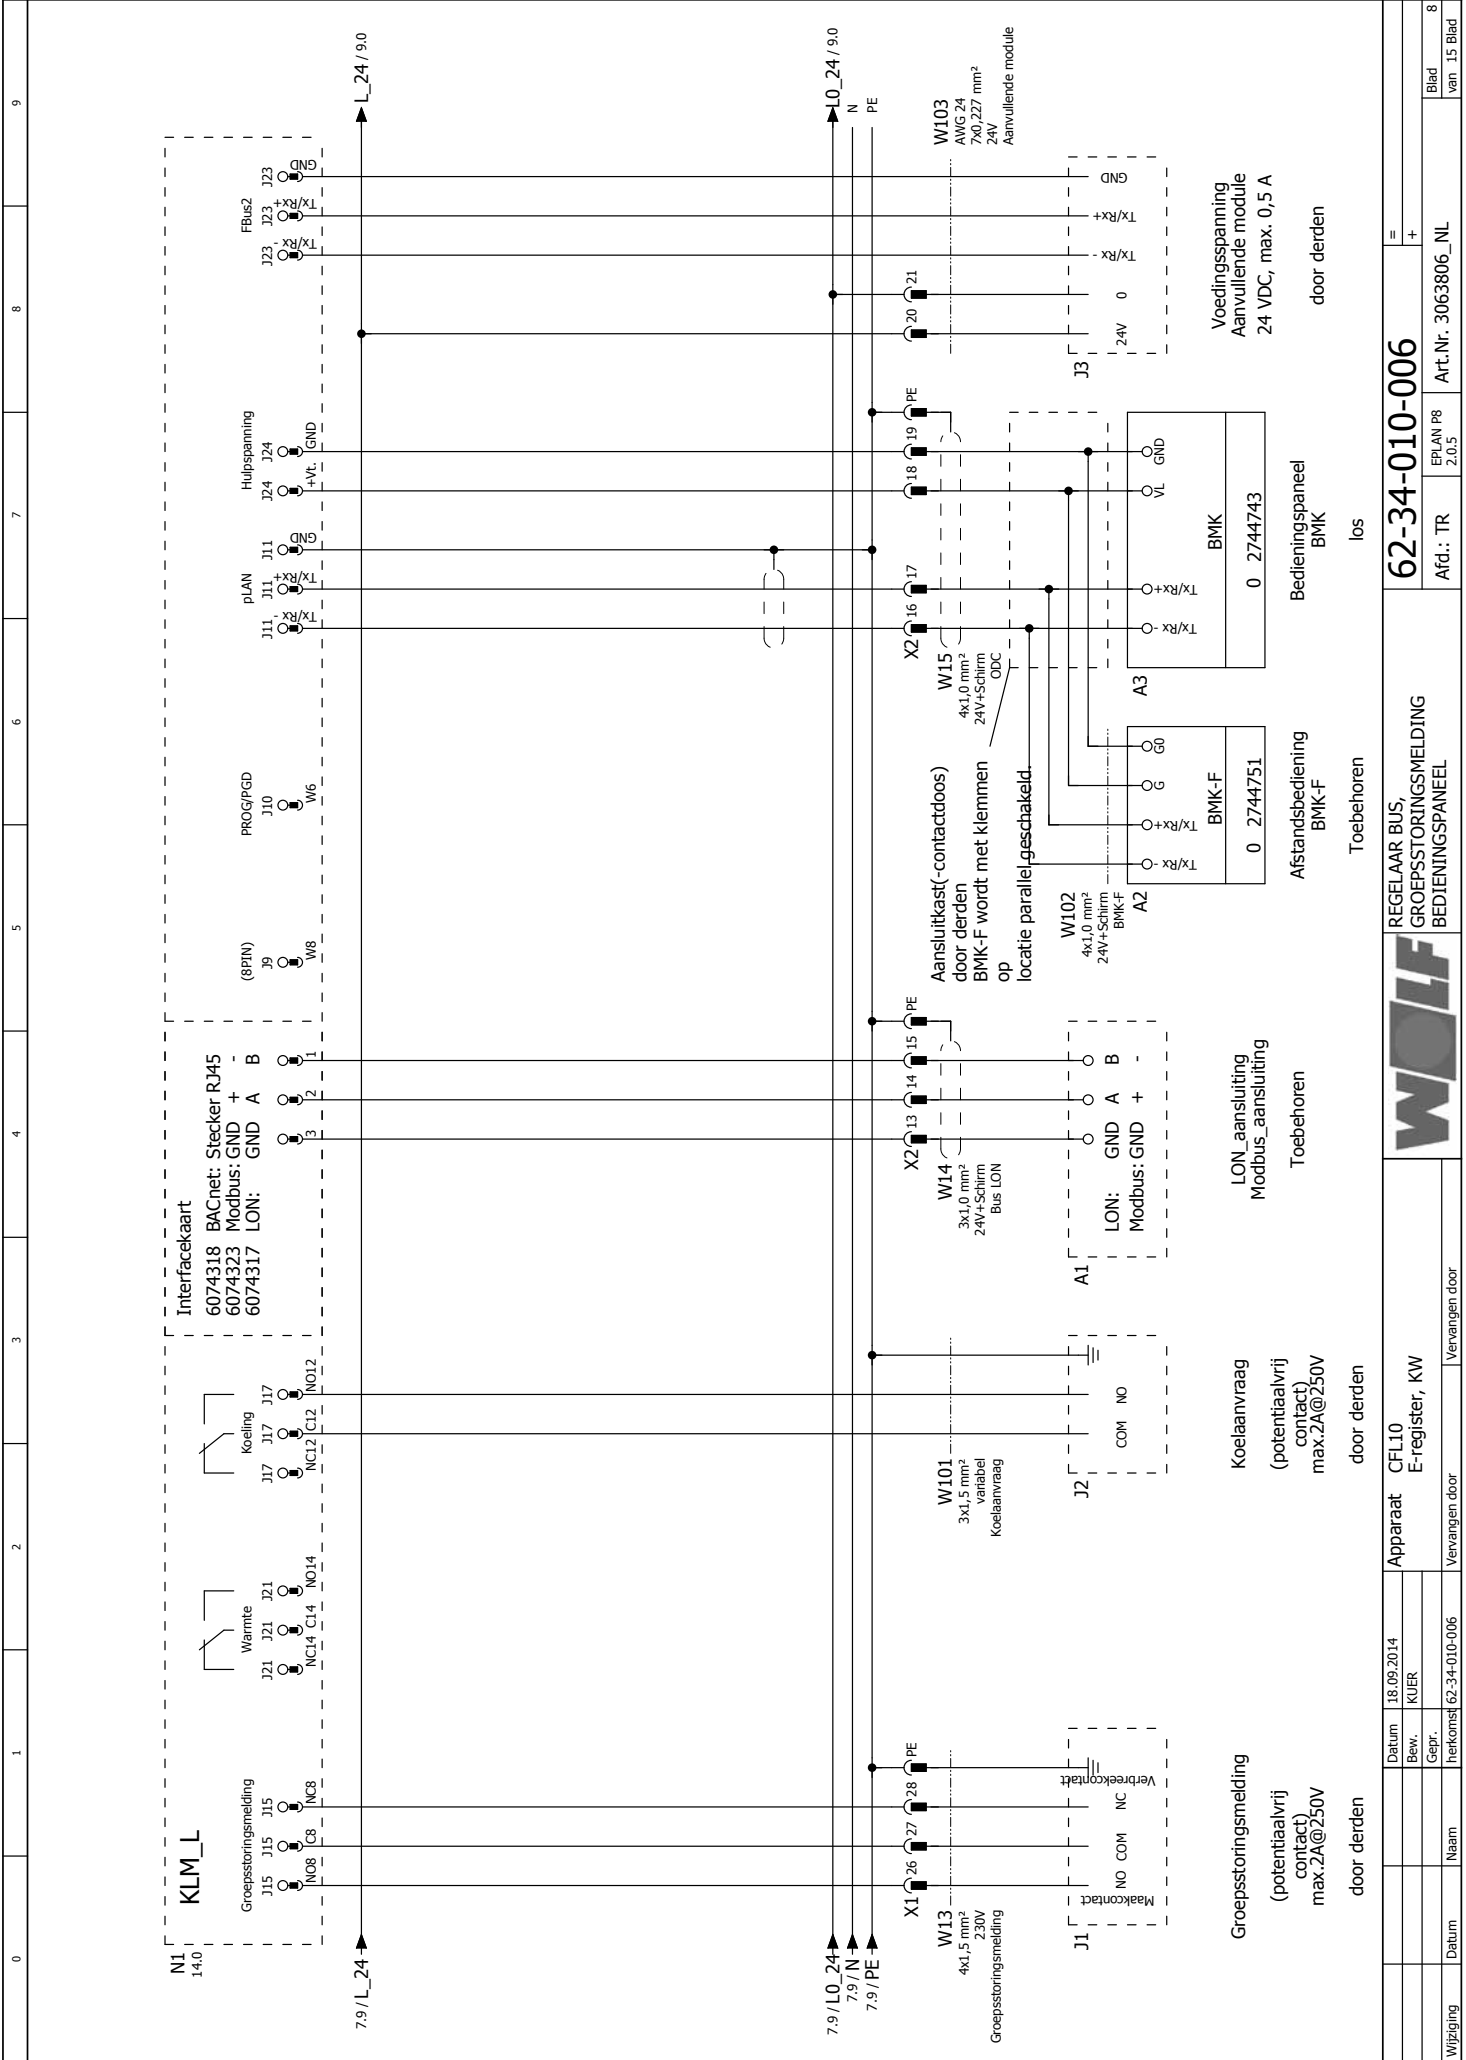 0 1 2 3 4 5 6 7 8 9
N1
14.0
KLM_L
Groepsstoringsmelding
J15 J15 J15
NO8 C8 NC8
Warmte
J21 J21 J21
NC14 C14 NO14
Koeling
J17 J17 J17
NC12 C12 NO12
Interfacekaart
6074318 BACnet: Stecker RJ45
6074323 Modbus: GND + -
6074317 LON: GND A B
3 2 1
(8PIN)
J9
W8
PROG/PGD
J10
W6
pLAN
J11 J11 J11
Tx/Rx - Tx/Rx+ GND
Hulpspanning
J24 J24
+Vt. GND
FBus2
J23 J23 J23
Tx/Rx - Tx/Rx+ GND
7.9 / L_24
L_24 / 9.0
7.9 / L0_24
7.9 / N
7.9 / PE
L0_24 / 9.0
N
PE
X1 26 27 28 PE
X2 13 14 15 PE
X2 16 17 18 19 PE
20 21
W13
4x1,5 mm²
230V
Groepsstoringsmelding
W101
3x1,5 mm²
variabel
Koelaanvraag
W14
3x1,0 mm²
24V+Schirm
Bus LON
W15
4x1,0 mm²
24V+Schirm
ODC
W103
AWG 24
7x0,227 mm²
24V
Aanvullende module
Aansluitkast(-contactdoos)
door derden
BMK-F wordt met klemmen
op
locatie parallel geschakeld.
W102
4x1,0 mm²
24V+Schirm
BMK-F
J1
Maakcontact
NO COM NC
Verbreekcontact
J2
COM NO
A1
LON: GND A B
Modbus: GND + -
A2
Tx/Rx - Tx/Rx+ G G0
BMK-F
0 2744751
A3
Tx/Rx - Tx/Rx+ VL GND
BMK
0 2744743
J3
24V 0 Tx/Rx - Tx/Rx+ GND
Groepsstoringsmelding
(potentiaalvrij
contact)
max.2A@250V
door derden
Koelaanvraag
(potentiaalvrij
contact)
max.2A@250V
door derden
LON_aansluiting
Modbus_aansluiting
Toebehoren
Afstandsbediening
BMK-F
Toebehoren
Bedieningspaneel
BMK
los
Voedingsspanning
Aanvullende module
24 VDC, max. 0,5 A
door derden
Wijziging Datum Naam
Datum 18.09.2014
Bew. KUER
Gepr.
herkomst 62-34-010-006
Apparaat CFL10
E-register, KW
Vervangen door
Vervangen door
WOLF
REGELAAR BUS,
GROEPSSTORINGSMELDING
BEDIENINGSPANEEL
62-34-010-006
Afd.: TR
EPLAN P8
2.0.5
Art.Nr. 3063806_NL
=
+
Blad 8
van 15 Blad